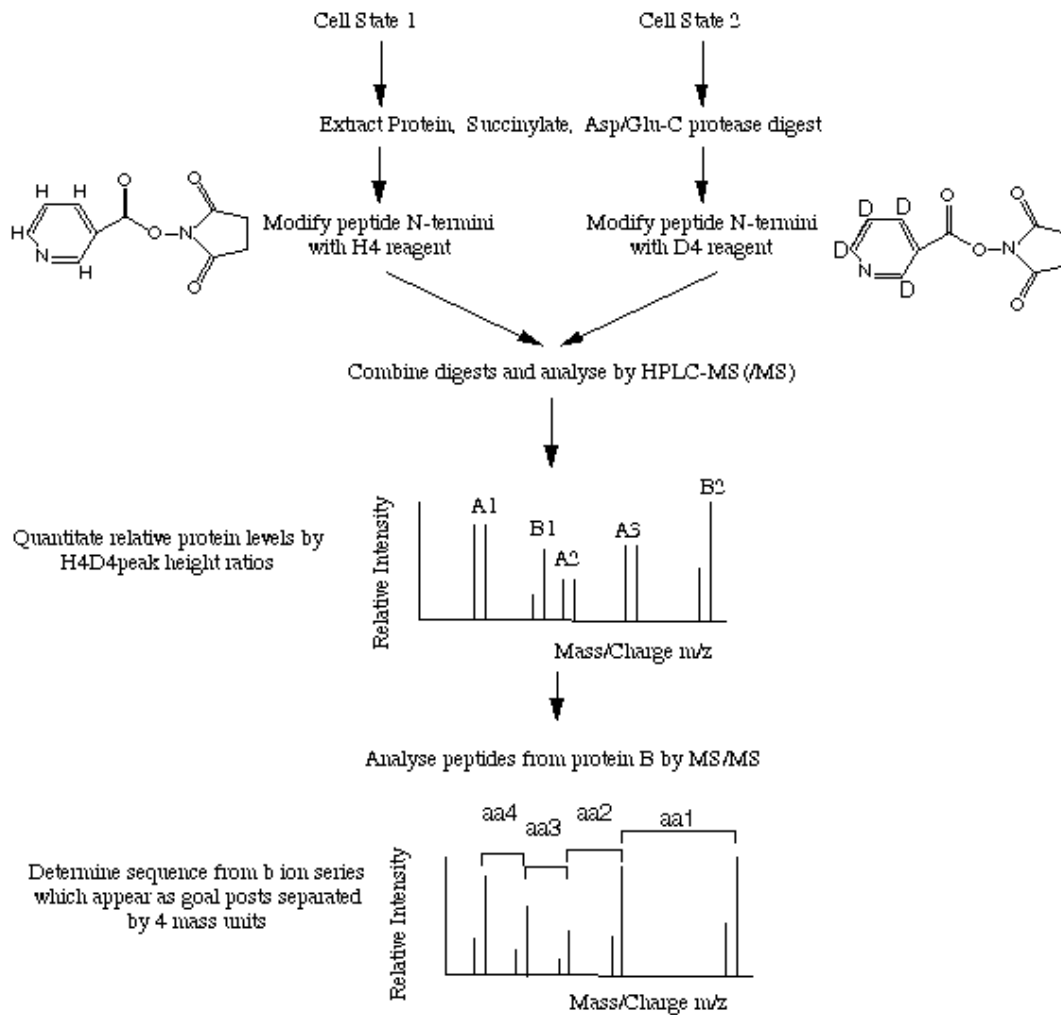 Cell State 1
Cell State 2
Extract Protein, Succinylate, Asp/Glu-C protease digest
H H O O
H N H O N O
Modify peptide N-termini
with H4 reagent
Modify peptide N-termini
with D4 reagent
D D O O
D N D O N O
Combine digests and analyse by HPLC-MS(/MS)
Quantitate relative protein levels by
H4D4peak height ratios
Relative Intensity
A1
B1
A2
A3
B2
Mass/Charge m/z
Analyse peptides from protein B by MS/MS
Determine sequence from b ion series
which appear as goal posts separated
by 4 mass units
Relative Intensity
aa4
aa3
aa2
aa1
Mass/Charge m/z